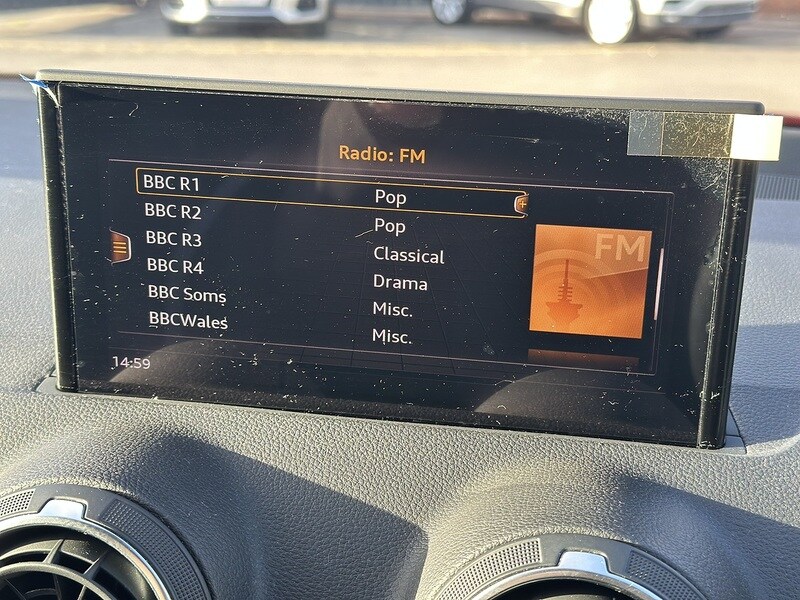 Radio: FM
BBC R1 Pop
BBC R2 Pop
BBC R3 Classical
BBC R4 Drama
BBC Soms Misc.
BBCWales Misc.
FM
14:59